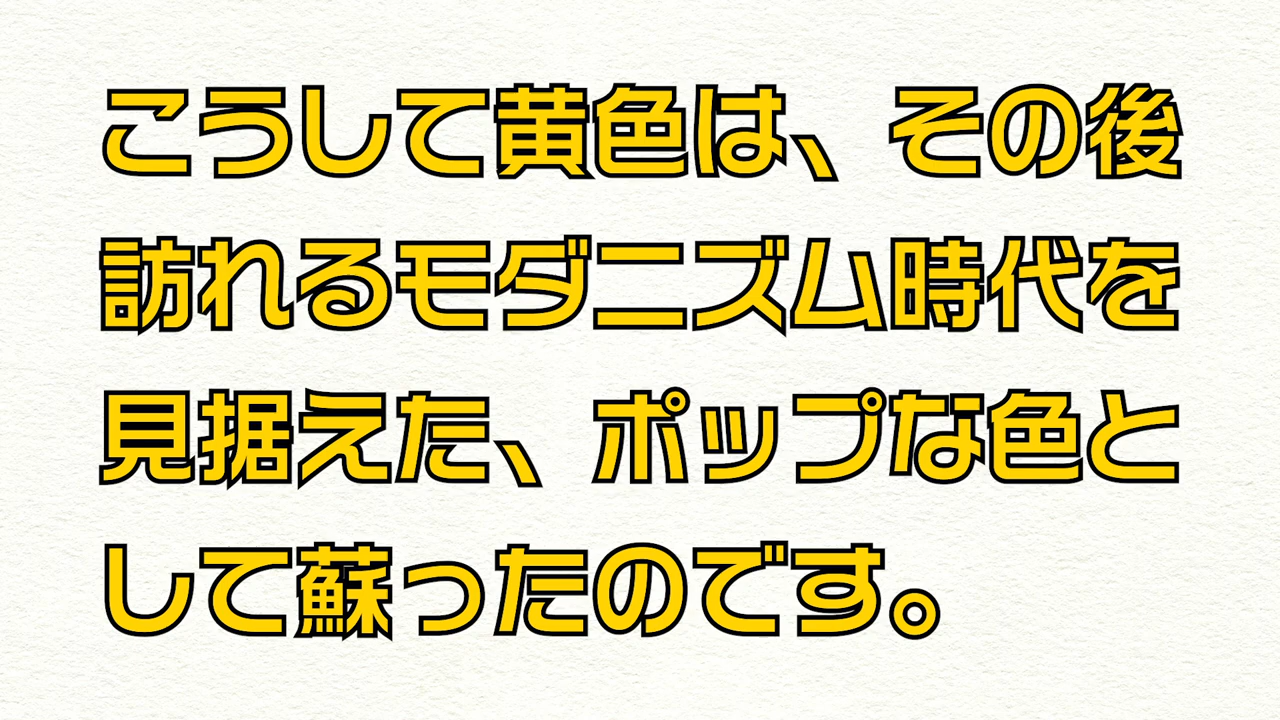 こうして黄色は、その後
訪れるモダニズム時代を
見据えた、ポップな色と
して蘇ったのです。